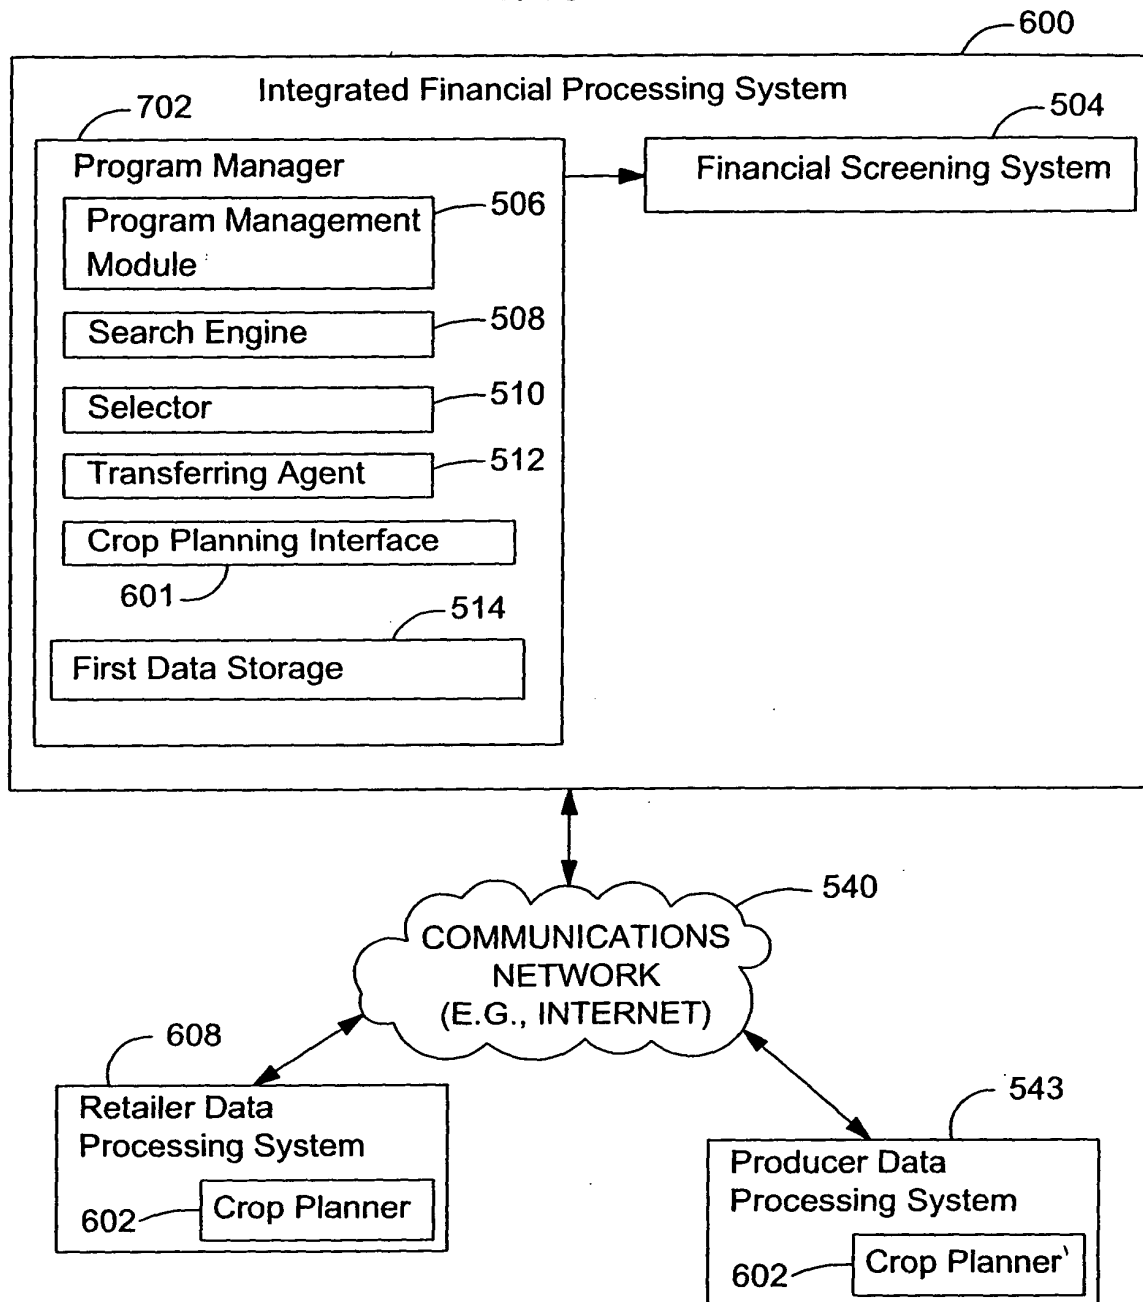 600
Integrated Financial Processing System
702
504
Program Manager
Financial Screening System
506
Program Management
Module
508
Search Engine
510
Selector
512
Transferring Agent
Crop Planning Interface
601
514
First Data Storage
540
COMMUNICATIONS
NETWORK
(E.G., INTERNET)
608
543
Retailer Data
Processing System
602
Crop Planner
Producer Data
Processing System
602
Crop Planner